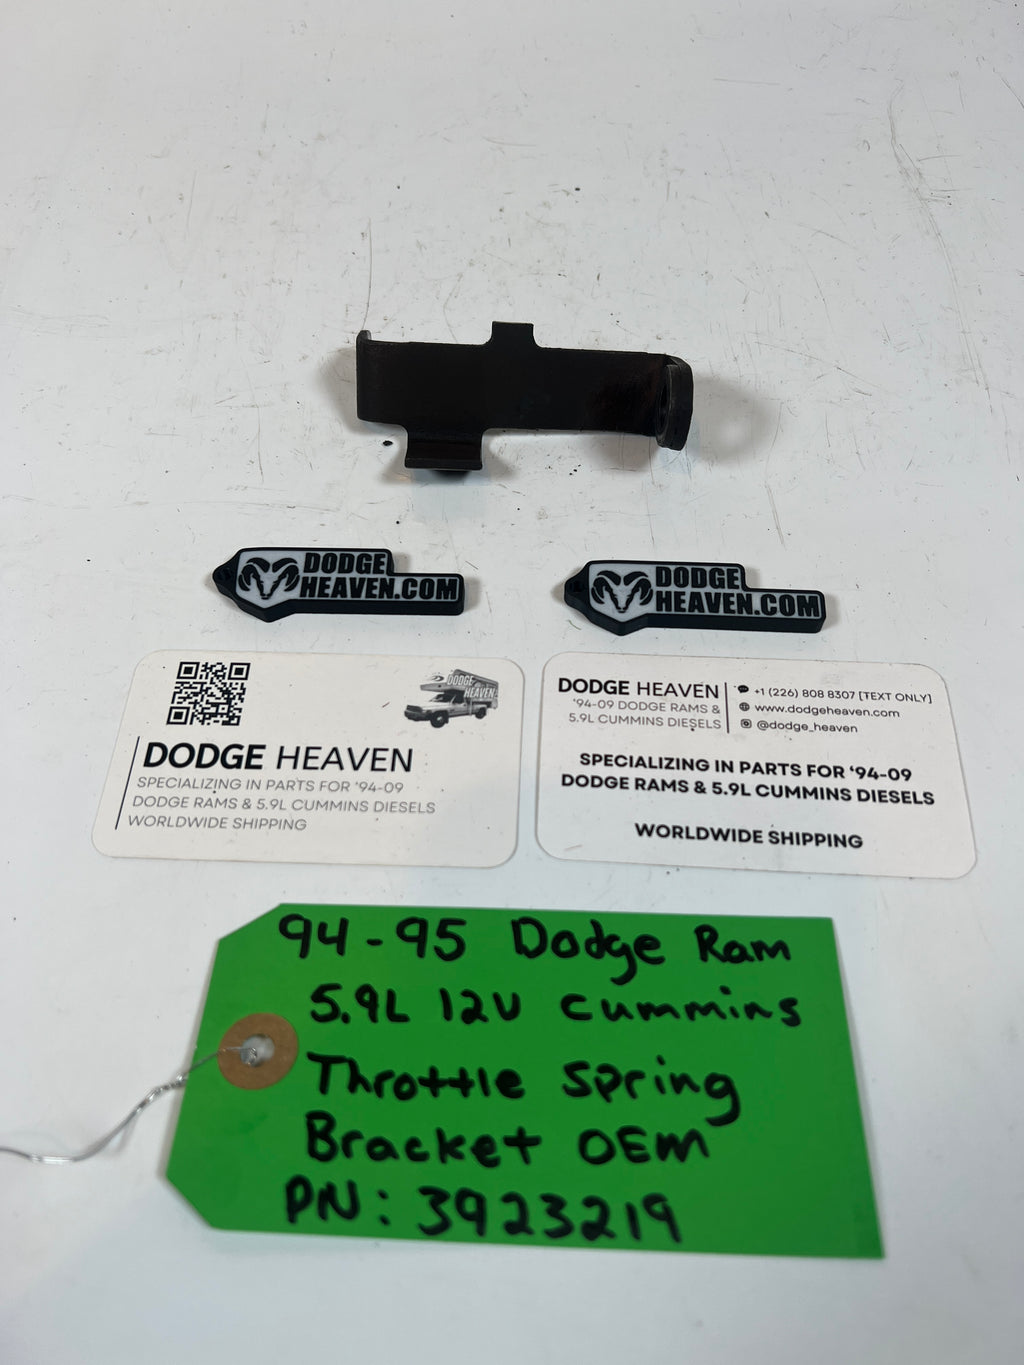 DODGE
HEAVEN.COM
DODGE
HEAVEN.COM
DODGE
HEAVEN
DODGE HEAVEN
SPECIALIZING IN PARTS FOR ‘94-09
DODGE RAMS & 5.9L CUMMINS DIESELS
WORLDWIDE SHIPPING
DODGE HEAVEN
‘94-09 DODGE RAMS &
5.9L CUMMINS DIESELS
+1 (226) 808 8307 [TEXT ONLY]
www.dodgeheaven.com
@dodge_heaven
SPECIALIZING IN PARTS FOR ‘94-09
DODGE RAMS & 5.9L CUMMINS DIESELS
WORLDWIDE SHIPPING
94-95 Dodge Ram
5.9L 12V Cummins
Throttle Spring
Bracket OEM
PN: 3923219